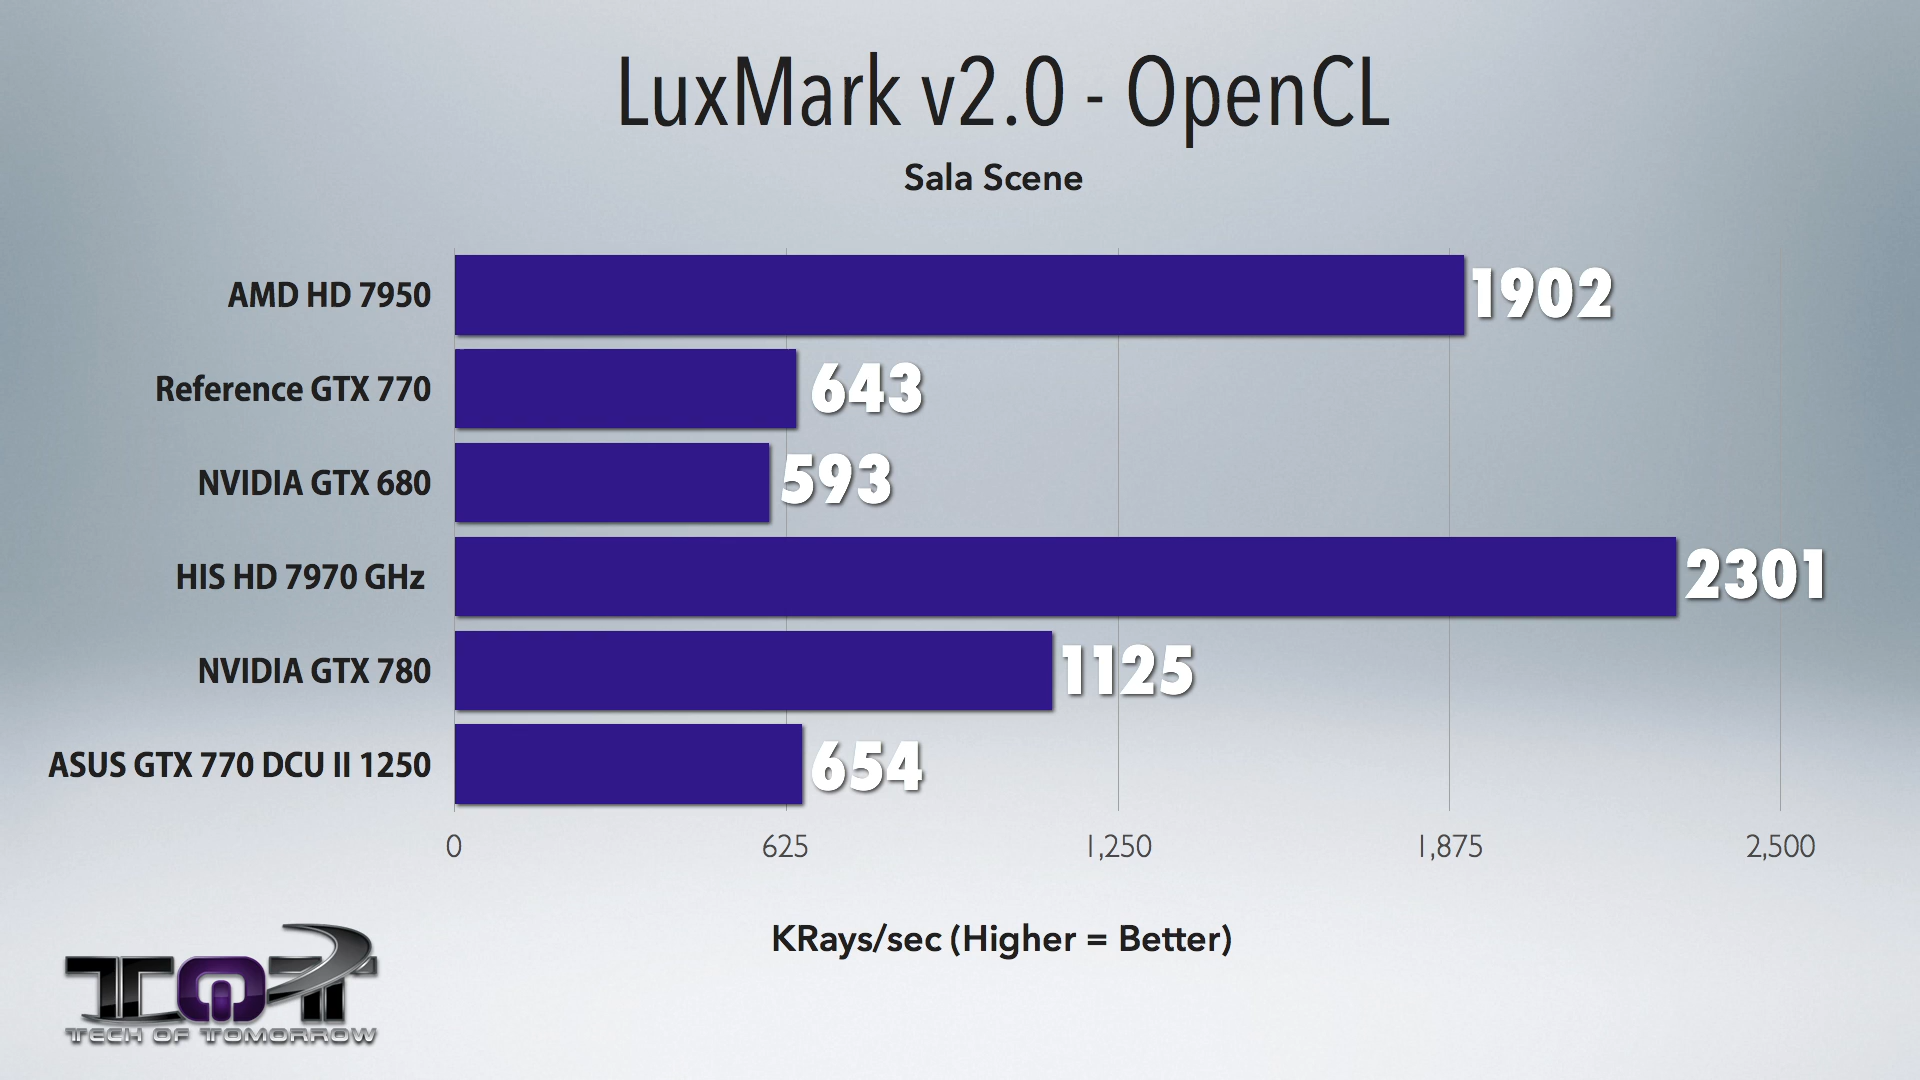 LuxMark v2.0 - OpenCL
Sala Scene
AMD HD 7950 1902
Reference GTX 770 643
NVIDIA GTX 680 593
HIS HD 7970 GHz 2301
NVIDIA GTX 780 1125
ASUS GTX 770 DCU II 1250 654
0 625 1,250 1,875 2,500
KRays/sec (Higher = Better)
TOT
TECH OF TOMORROW